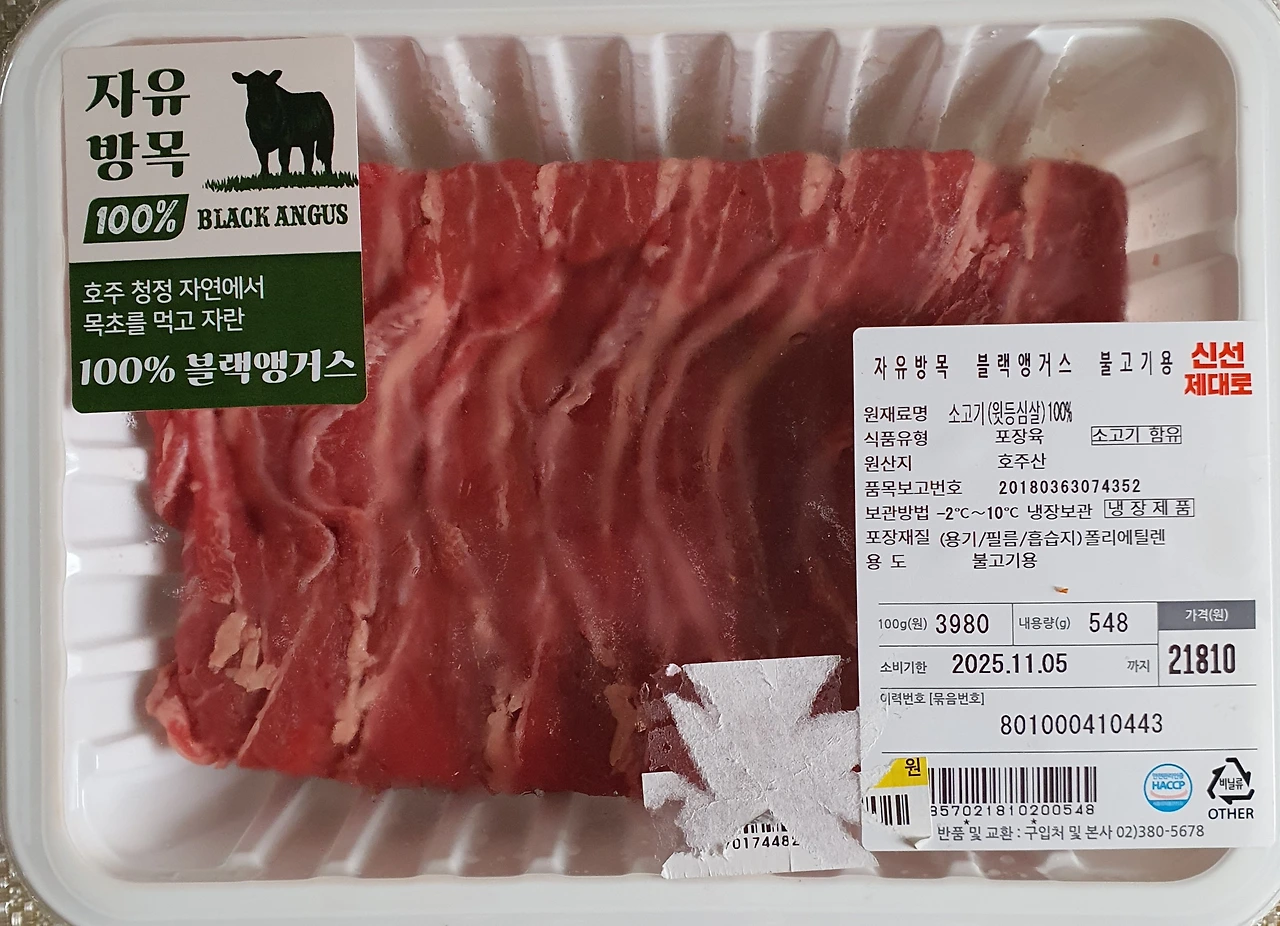 자유
방목
100% BLACK ANGUS
호주 청정 자연에서
목초를 먹고 자란
100% 블랙앵거스
자유방목 블랙앵거스 불고기용
신선
제대로
원재료명 소고기(윗등심살)100%
식품유형 포장육 소고기 함유
원산지 호주산
품목보고번호 20180363074352
보관방법 -2℃~10℃ 냉장보관 냉장제품
포장재질 (용기/필름/흡습지)폴리에틸렌
용 도 불고기용
100g(원) 3980 내용량(g) 548 가격(원)
소비기한 2025.11.05 까지 21810
이력번호 [묶음번호]
801000410443
원
857021810200548
HACCP
비닐류
OTHER
반품 및 교환 : 구입처 및 본사 02)380-5678
70174482